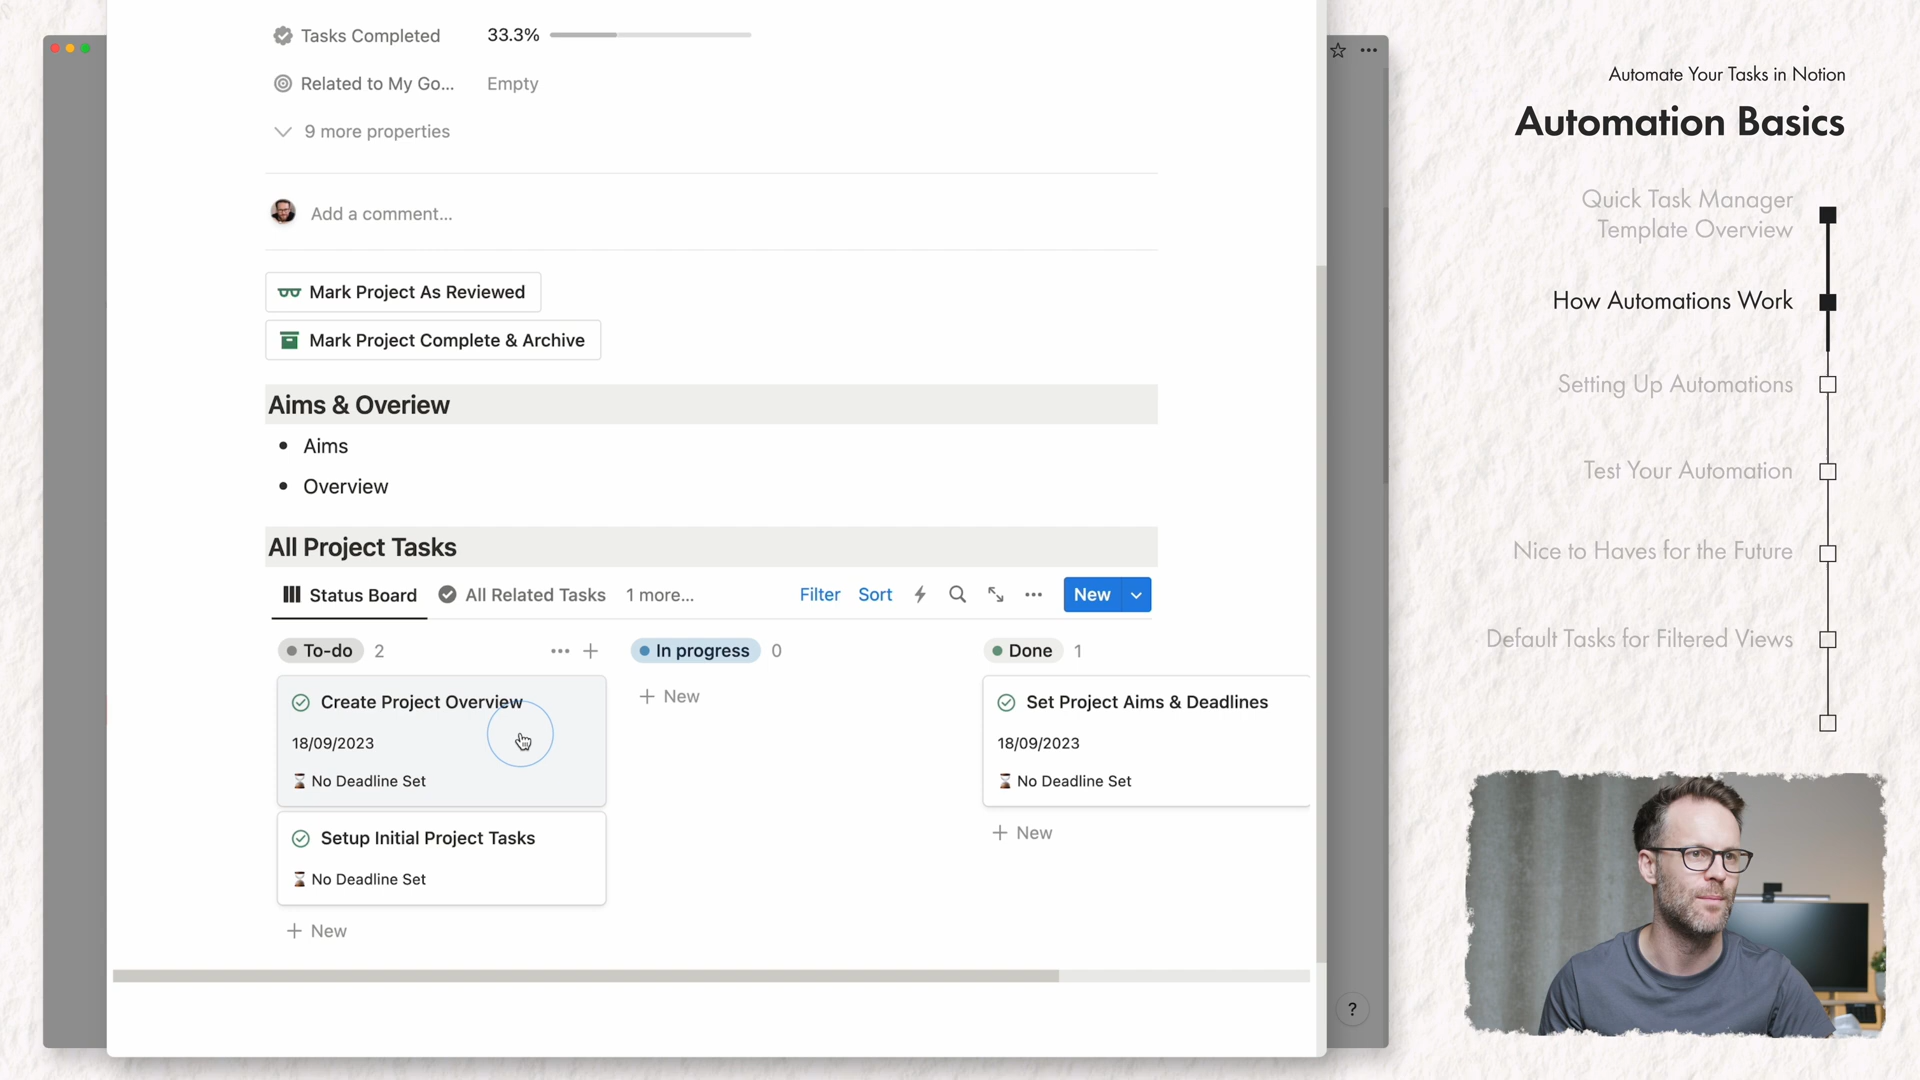 Tasks Completed 33.3%
Related to My Go... Empty
9 more properties
Add a comment...
Mark Project As Reviewed
Mark Project Complete & Archive
Aims & Overiew
• Aims
• Overview
All Project Tasks
Status Board All Related Tasks 1 more... Filter Sort New
To-do 2
Create Project Overview
18/09/2023
No Deadline Set
Setup Initial Project Tasks
No Deadline Set
+ New
In progress 0
+ New
Done 1
Set Project Aims & Deadlines
18/09/2023
No Deadline Set
+ New
?
Automate Your Tasks in Notion
Automation Basics
Quick Task Manager
Template Overview
How Automations Work
Setting Up Automations
Test Your Automation
Nice to Haves for the Future
Default Tasks for Filtered Views